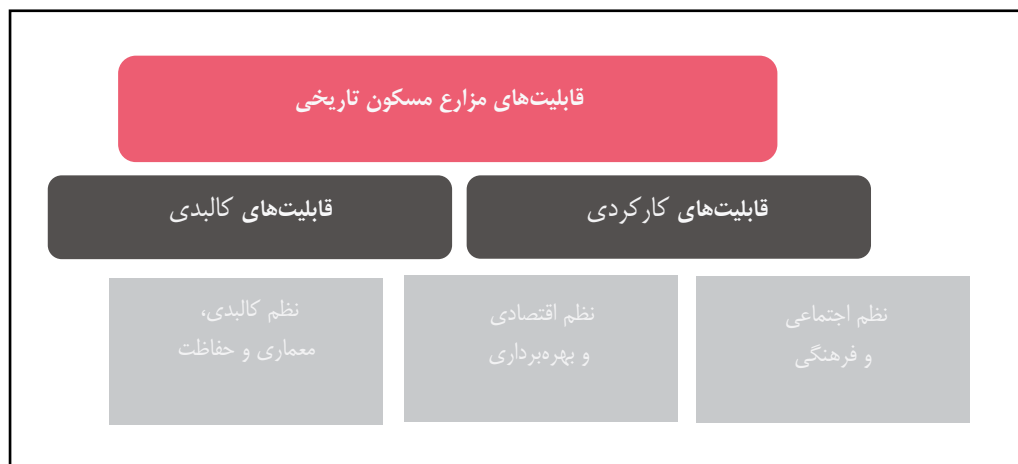 قابلیت‌های مزارع مسکون تاریخی
قابلیت‌های کارکردی
قابلیت‌های کالبدی
نظم اجتماعی
و فرهنگی
نظم اقتصادی
و بهره‌برداری
نظم کالبدی،
معماری و حفاظت